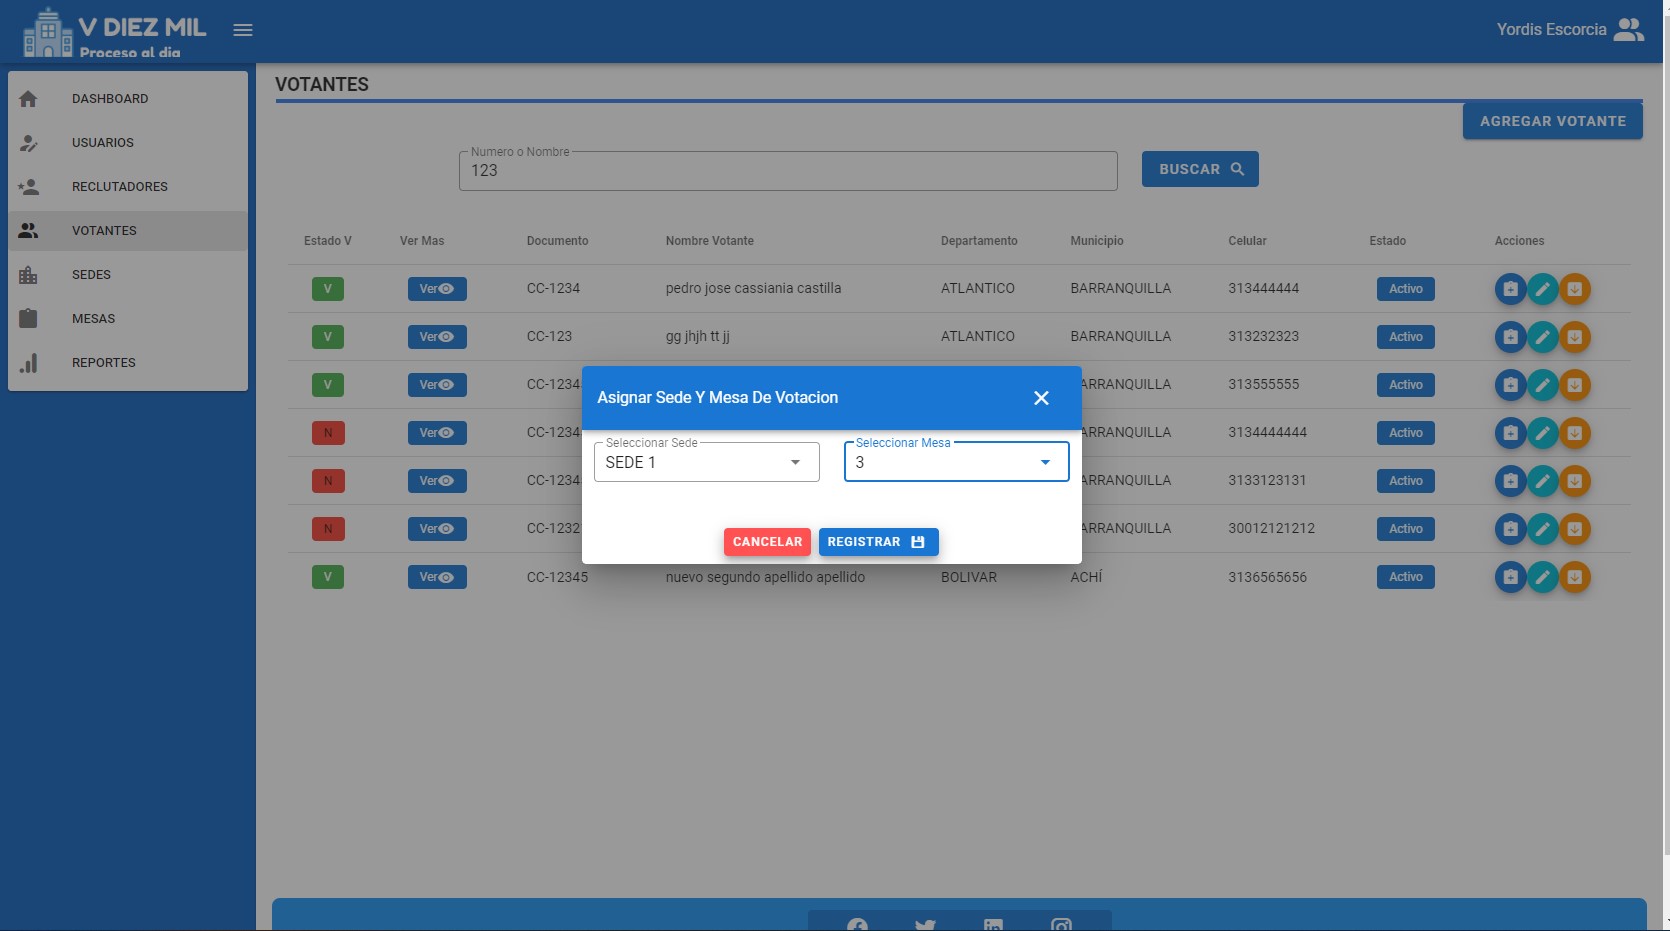 V DIEZ MIL
Proceso al dia
Yordis Escorcia
DASHBOARD
USUARIOS
RECLUTADORES
VOTANTES
SEDES
MESAS
REPORTES
VOTANTES
AGREGAR VOTANTE
Numero o Nombre
123
BUSCAR
Estado V Ver Mas Documento Nombre Votante Departamento Municipio Celular Estado Acciones
V Ver CC-1234 pedro jose cassiania castilla ATLANTICO BARRANQUILLA 313444444 Activo
V Ver CC-123 gg jhjh tt jj ATLANTICO BARRANQUILLA 313232323 Activo
V Ver CC-1234 ARRANQUILLA 313555555 Activo
N Ver CC-1234 ARRANQUILLA 3134444444 Activo
N Ver CC-1234 ARRANQUILLA 3133123131 Activo
N Ver CC-1232 ARRANQUILLA 30012121212 Activo
V Ver CC-12345 nuevo segundo apellido apellido BOLIVAR ACHÍ 3136565656 Activo
Asignar Sede Y Mesa De Votacion
Seleccionar Sede
SEDE 1
Seleccionar Mesa
3
CANCELAR REGISTRAR